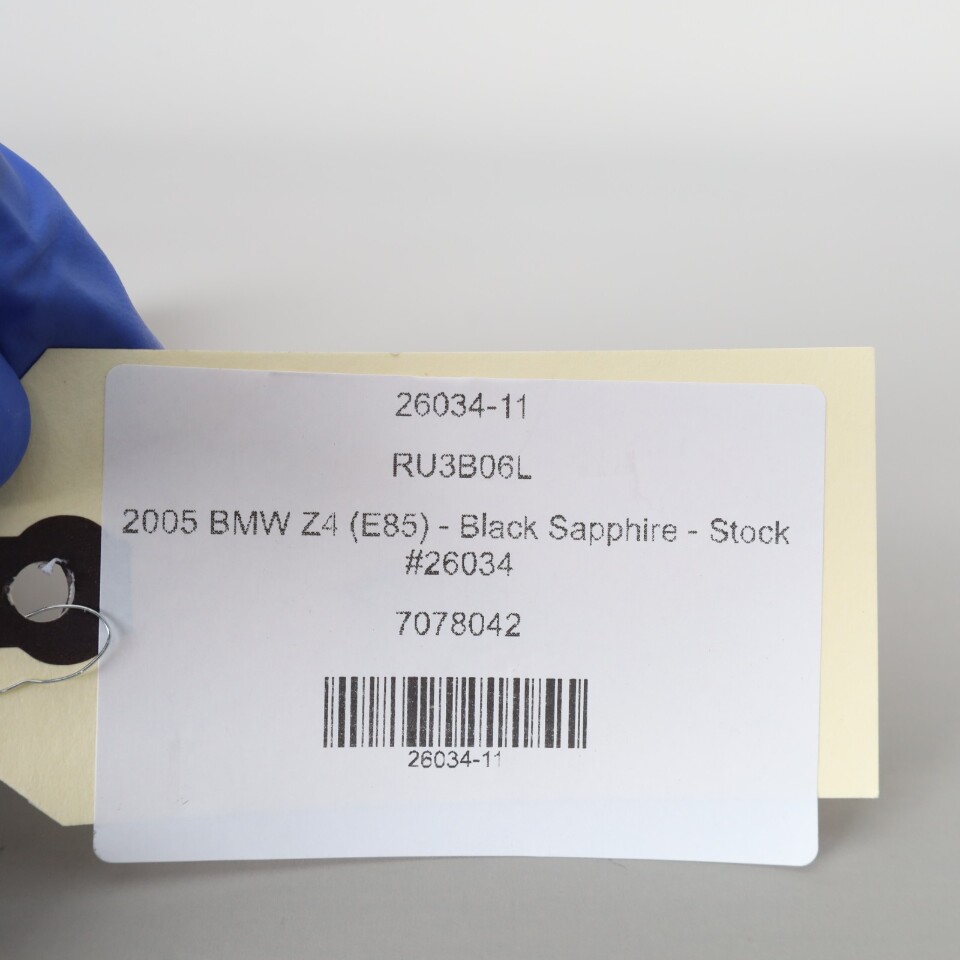 26034-11
RU3B06L
2005 BMW Z4 (E85) - Black Sapphire - Stock
#26034
7078042
26034-11